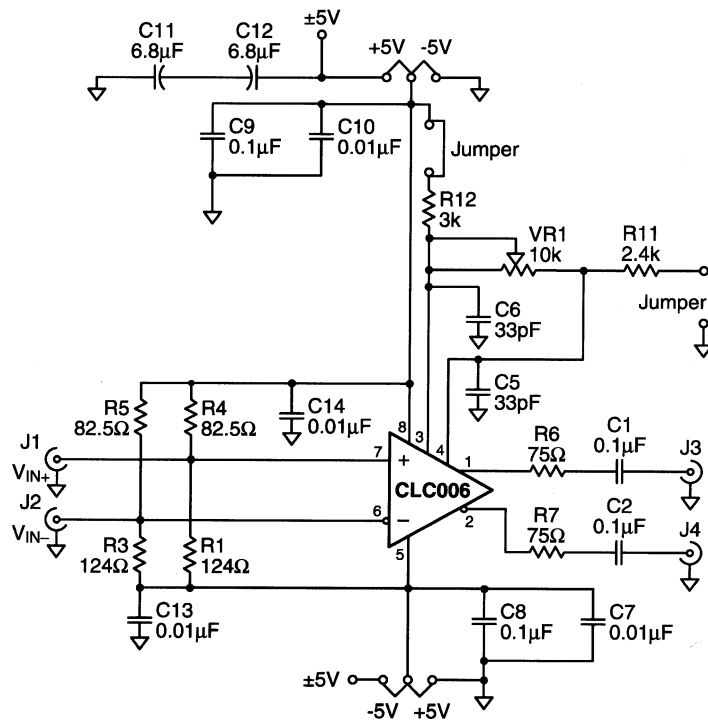 ±5V
C11
6.8µF
C12
6.8µF
+5V
-5V
C9
0.1µF
C10
0.01µF
Jumper
R12
3k
VR1
10k
R11
2.4k
Jumper
C6
33pF
C5
33pF
R5
82.5Ω
R4
82.5Ω
C14
0.01µF
8
3
4
J1
VIN+
7
+
CLC006
1
R6
75Ω
C1
0.1µF
J3
J2
VIN–
6
–
2
R7
75Ω
C2
0.1µF
J4
5
R3
124Ω
R1
124Ω
C13
0.01µF
C8
0.1µF
C7
0.01µF
±5V
-5V
+5V